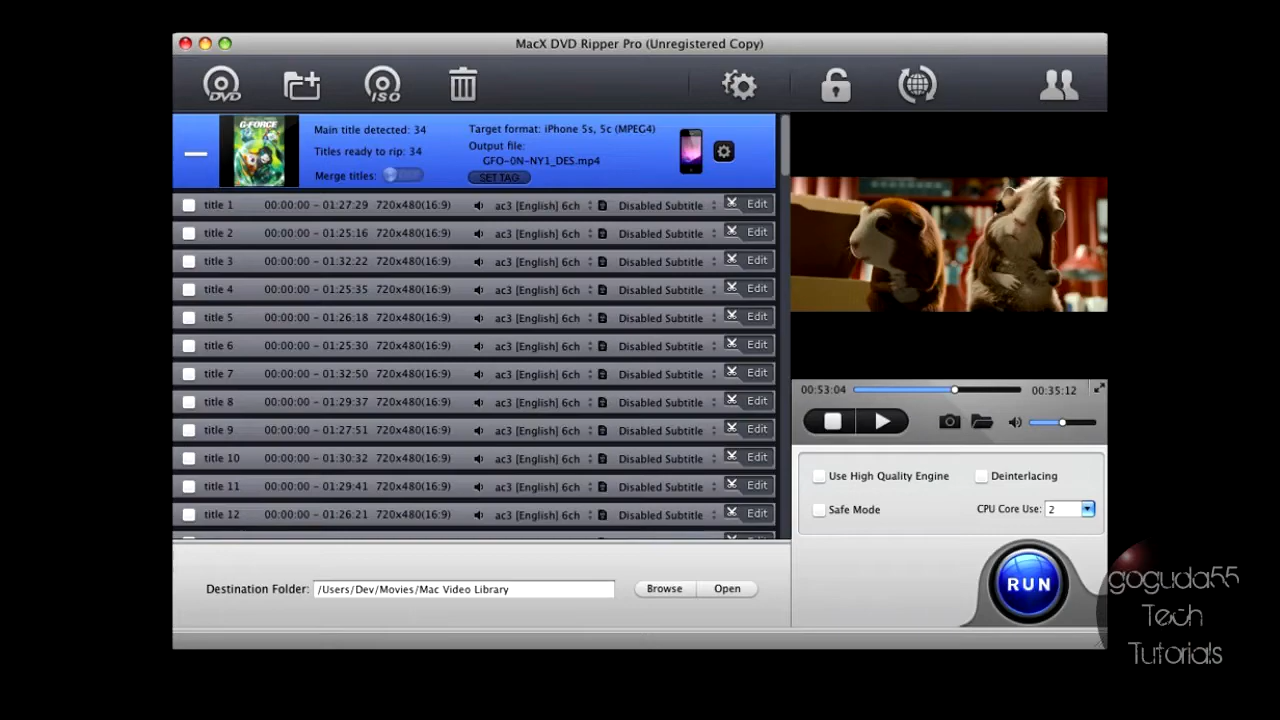 MacX DVD Ripper Pro (Unregistered Copy)
DVD
ISO
G-FORCE
Main title detected: 34
Titles ready to rip: 34
Merge titles:
Target format: iPhone 5s, 5c (MPEG4)
Output file:
GFO-0N-NY1_DES.mp4
SET TAG
title 1 00:00:00 - 01:27:29 720x480(16:9) ac3 [English] 6ch Disabled Subtitle Edit
title 2 00:00:00 - 01:25:16 720x480(16:9) ac3 [English] 6ch Disabled Subtitle Edit
title 3 00:00:00 - 01:32:22 720x480(16:9) ac3 [English] 6ch Disabled Subtitle Edit
title 4 00:00:00 - 01:25:35 720x480(16:9) ac3 [English] 6ch Disabled Subtitle Edit
title 5 00:00:00 - 01:26:18 720x480(16:9) ac3 [English] 6ch Disabled Subtitle Edit
title 6 00:00:00 - 01:25:30 720x480(16:9) ac3 [English] 6ch Disabled Subtitle Edit
title 7 00:00:00 - 01:32:50 720x480(16:9) ac3 [English] 6ch Disabled Subtitle Edit
title 8 00:00:00 - 01:29:37 720x480(16:9) ac3 [English] 6ch Disabled Subtitle Edit
title 9 00:00:00 - 01:27:51 720x480(16:9) ac3 [English] 6ch Disabled Subtitle Edit
title 10 00:00:00 - 01:30:32 720x480(16:9) ac3 [English] 6ch Disabled Subtitle Edit
title 11 00:00:00 - 01:29:41 720x480(16:9) ac3 [English] 6ch Disabled Subtitle Edit
title 12 00:00:00 - 01:26:21 720x480(16:9) ac3 [English] 6ch Disabled Subtitle Edit
00:53:04 00:35:12
Use High Quality Engine Deinterlacing
Safe Mode CPU Core Use: 2
Destination Folder: /Users/Dev/Movies/Mac Video Library Browse Open
RUN
goguda55
Tech
Tutorials